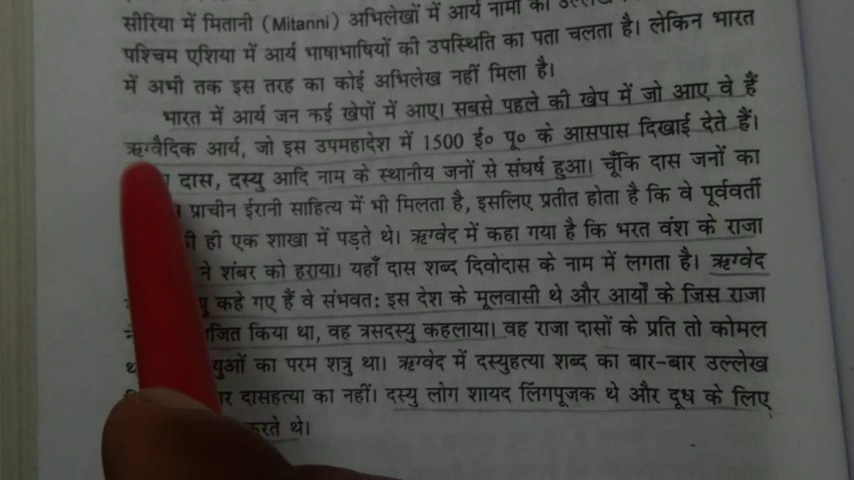 सीरिया में मितानी (Mitanni) अभिलेखों में आर्य नामों का
पश्चिम एशिया में आर्य भाषाभाषियों की उपस्थिति का पता चलता है। लेकिन भारत
में अभी तक इस तरह का कोई अभिलेख नहीं मिला है।
भारत में आर्य जन कई खेपों में आए। सबसे पहले की खेप में जो आए वे हैं
ऋग्वैदिक आर्य, जो इस उपमहादेश में 1500 ई० पू० के आसपास दिखाई देते हैं।
दास, दस्यु आदि नाम के स्थानीय जनों से संघर्ष हुआ। चूँकि दास जनों का
प्राचीन ईरानी साहित्य में भी मिलता है, इसलिए प्रतीत होता है कि वे पूर्ववर्ती
ही एक शाखा में पड़ते थे। ऋग्वेद में कहा गया है कि भरत वंश के राजा
ने शंबर को हराया। यहाँ दास शब्द दिवोदास के नाम में लगता है। ऋग्वेद
कहे गए हैं वे संभवत: इस देश के मूलवासी थे और आर्यों के जिस राजा
किया था, वह त्रसदस्यु कहलाया। वह राजा दासों के प्रति तो कोमल
का परम शत्रु था। ऋग्वेद में दस्युहत्या शब्द का बार-बार उल्लेख
दासहत्या का नहीं। दस्यु लोग शायद लिंगपूजक थे और दूध के लिए
थे।